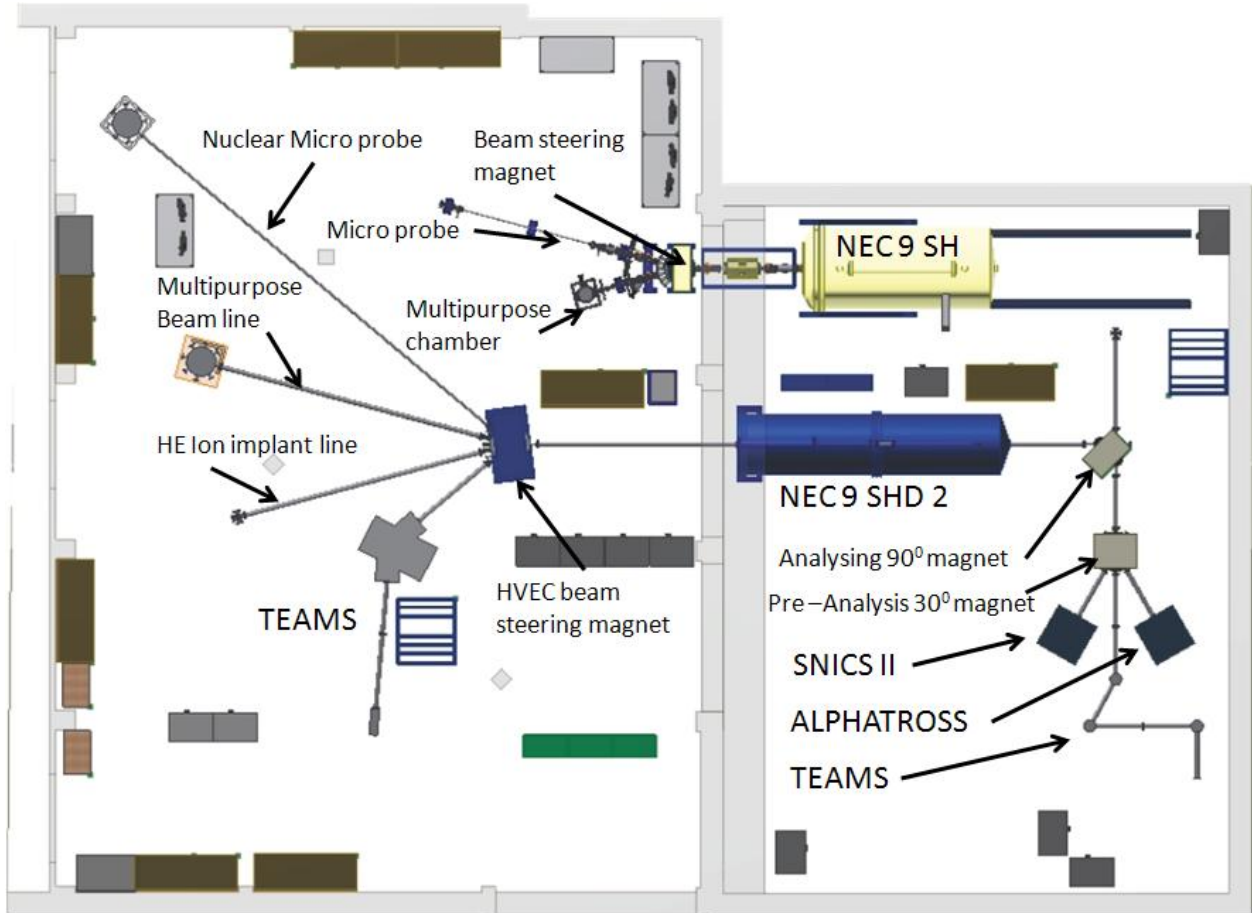 Nuclear Micro probe
Beam steering
magnet
Micro probe
NEC 9 SH
Multipurpose
Beam line
Multipurpose
chamber
HE Ion implant line
NEC 9 SHD 2
Analysing 90⁰ magnet
Pre –Analysis 30⁰ magnet
HVEC beam
steering magnet
TEAMS
SNICS II
ALPHATROSS
TEAMS